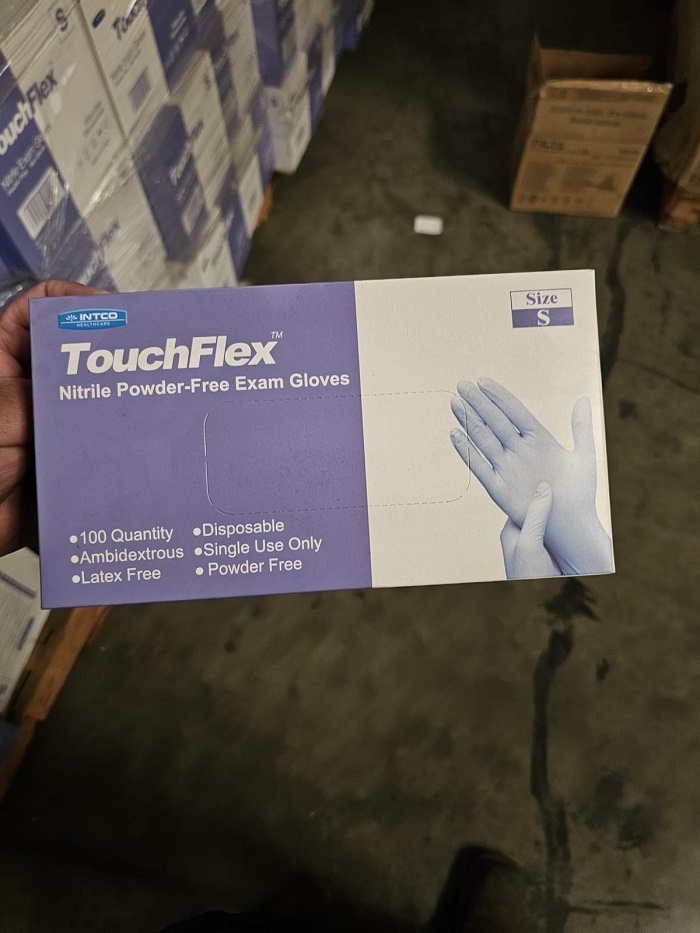 INTCO
HEALTHCARE
TouchFlex™
Nitrile Powder-Free Exam Gloves
Size
S
•100 Quantity
•Ambidextrous
•Latex Free
•Disposable
•Single Use Only
• Powder Free
S
TouchFlex